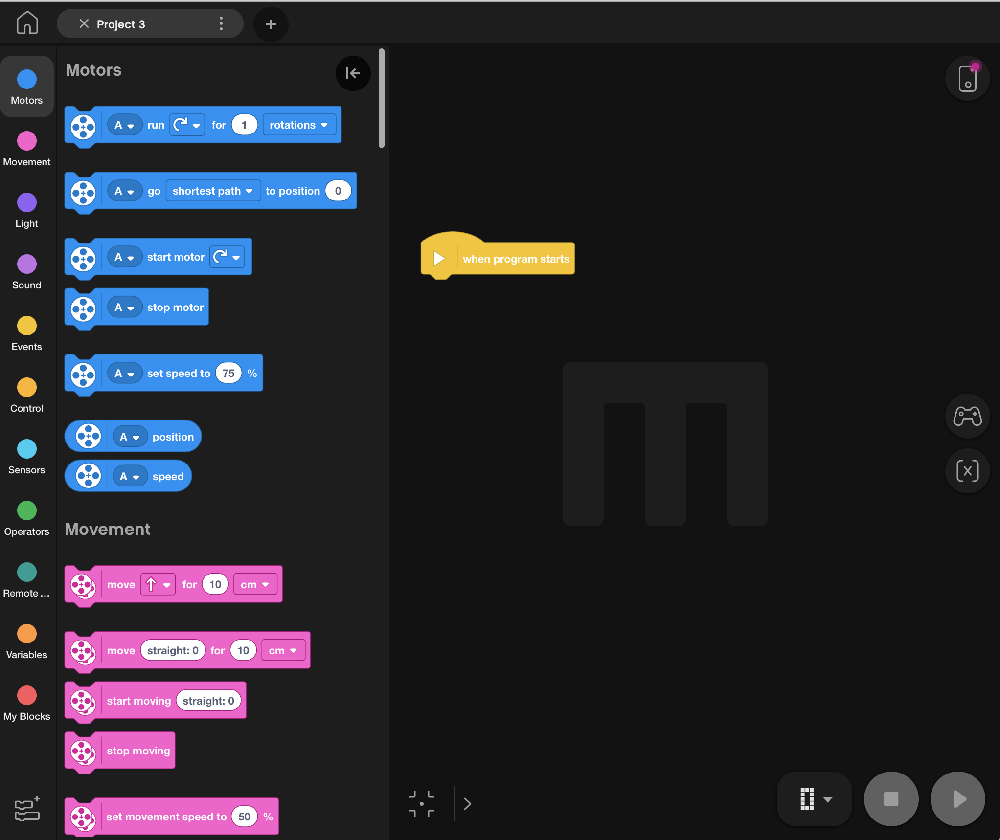 Project 3
Motors
Movement
Light
Sound
Events
Control
Sensors
Operators
Remote ...
Variables
My Blocks
Motors
A run for 1 rotations
A go shortest path to position 0
A start motor
A stop motor
A set speed to 75 %
A position
A speed
Movement
move for 10 cm
move straight: 0 for 10 cm
start moving straight: 0
stop moving
set movement speed to 50 %
when program starts
0